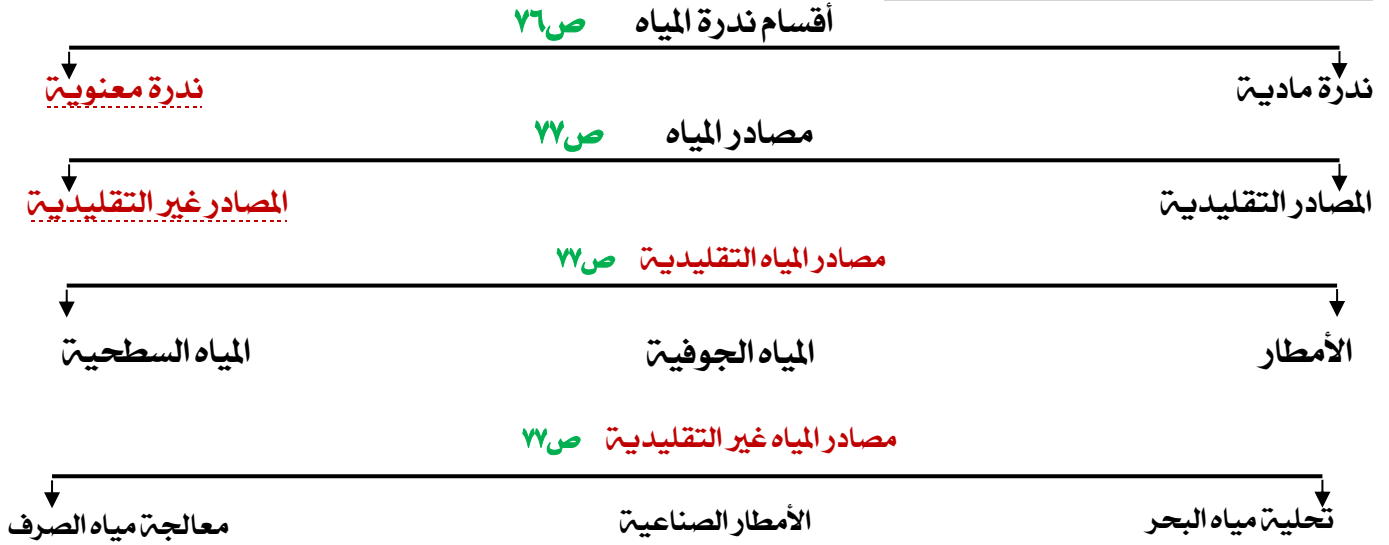 أقسام ندرة المياه ص٧٦
ندرة مادية ندرة معنوية
مصادر المياه ص٧٧
المصادر التقليدية المصادر غير التقليدية
مصادر المياه التقليدية ص٧٧
الأمطار المياه الجوفية المياه السطحية
مصادر المياه غير التقليدية ص٧٧
تحلية مياه البحر الأمطار الصناعية معالجة مياه الصرف